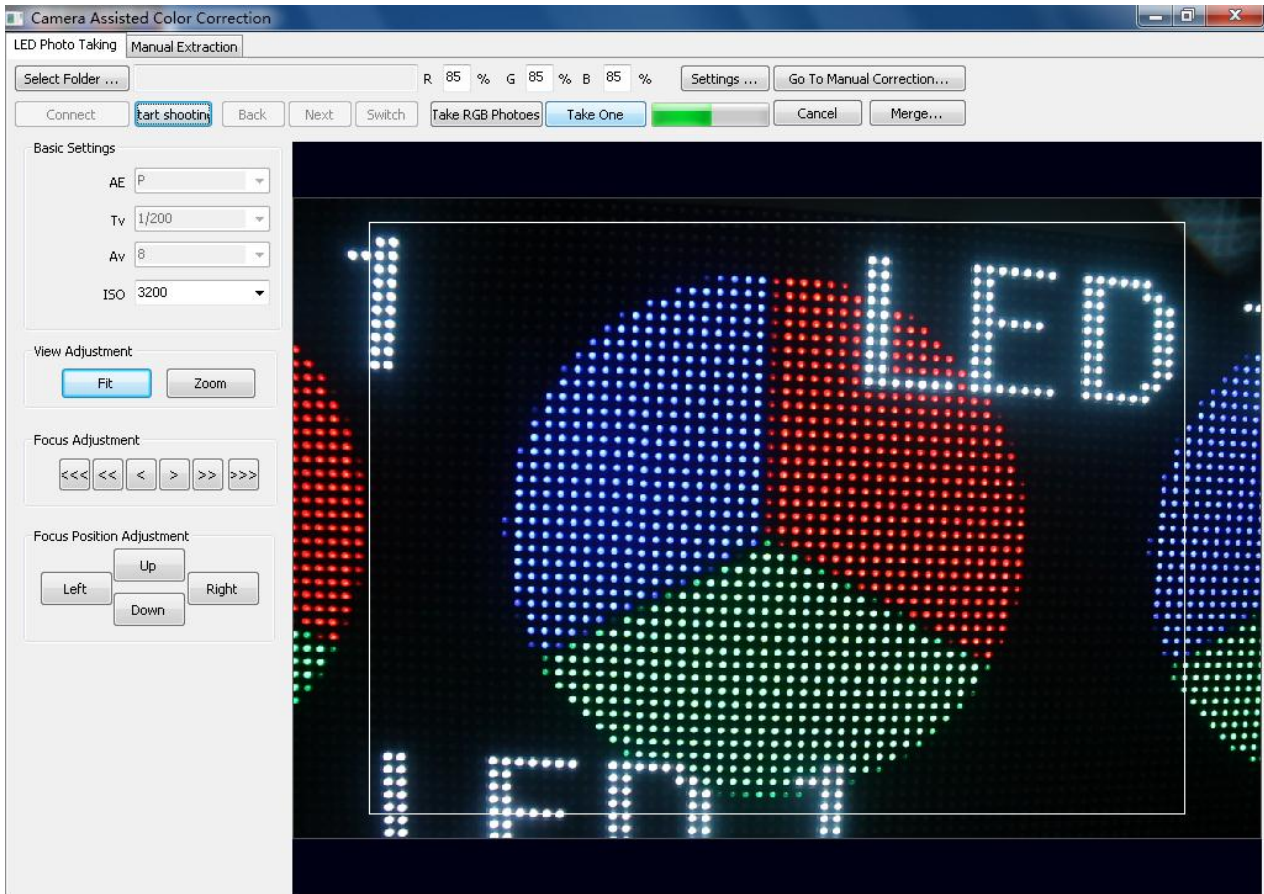 Camera Assisted Color Correction
LED Photo Taking Manual Extraction
Select Folder ... R 85 % G 85 % B 85 % Settings ... Go To Manual Correction...
Connect tart shooting Back Next Switch Take RGB Photoes Take One Cancel Merge...
Basic Settings
AE P
Tv 1/200
Av 8
ISO 3200
View Adjustment
Fit Zoom
Focus Adjustment
<<< << < > >> >>>
Focus Position Adjustment
Up
Left Right
Down
1 LED